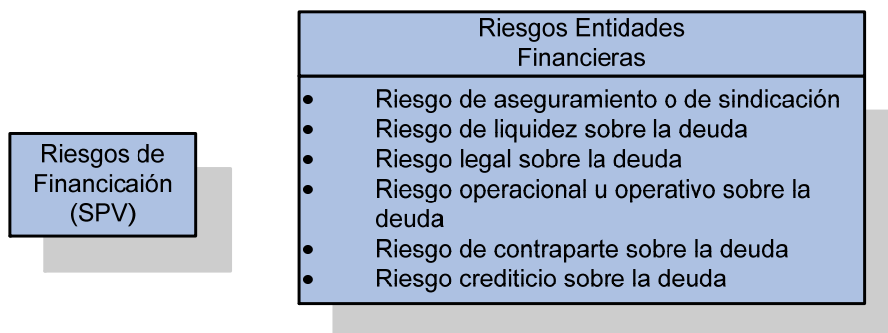 Riesgos de
Financicaión
(SPV)
Riesgos Entidades
Financieras
• Riesgo de aseguramiento o de sindicación
• Riesgo de liquidez sobre la deuda
• Riesgo legal sobre la deuda
• Riesgo operacional u operativo sobre la
deuda
• Riesgo de contraparte sobre la deuda
• Riesgo crediticio sobre la deuda